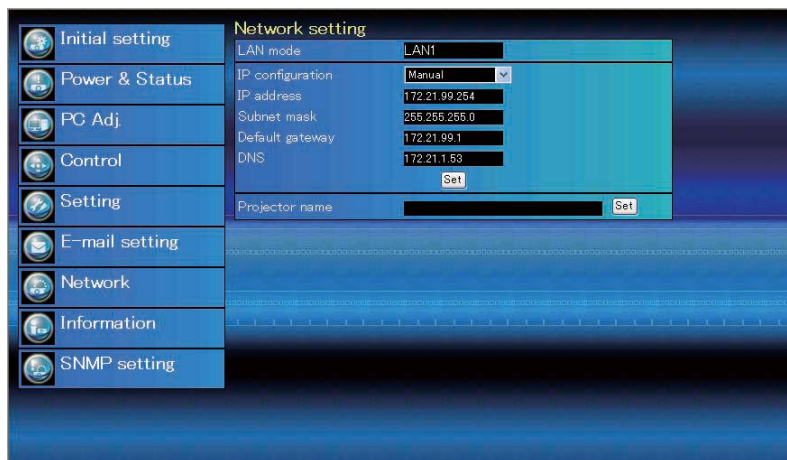 Initial setting
Power & Status
PC Adj.
Control
Setting
E-mail setting
Network
Information
SNMP setting
Network setting
LAN mode LAN1
IP configuration Manual
IP address 172.21.99.254
Subnet mask 255.255.255.0
Default gateway 172.21.99.1
DNS 172.21.1.53
Set
Projector name Set